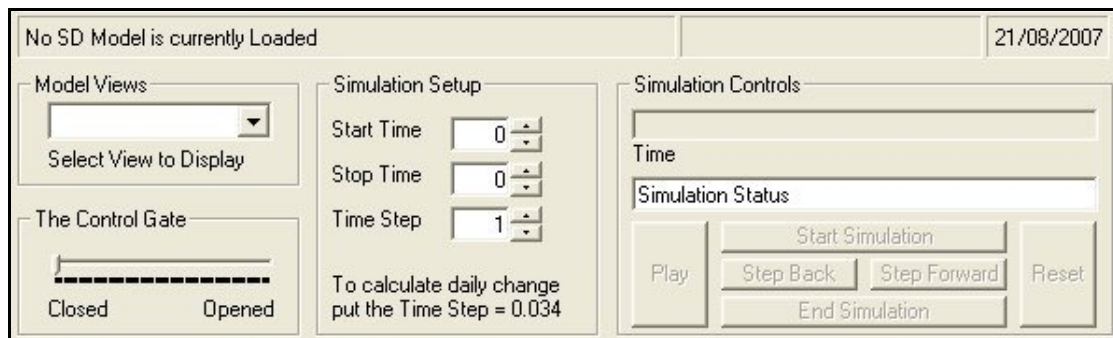 No SD Model is currently Loaded
21/08/2007
Model Views
Select View to Display
The Control Gate
Closed Opened
Simulation Setup
Start Time 0
Stop Time 0
Time Step 1
To calculate daily change
put the Time Step = 0.034
Simulation Controls
Time
Simulation Status
Play
Start Simulation
Step Back Step Forward
End Simulation
Reset